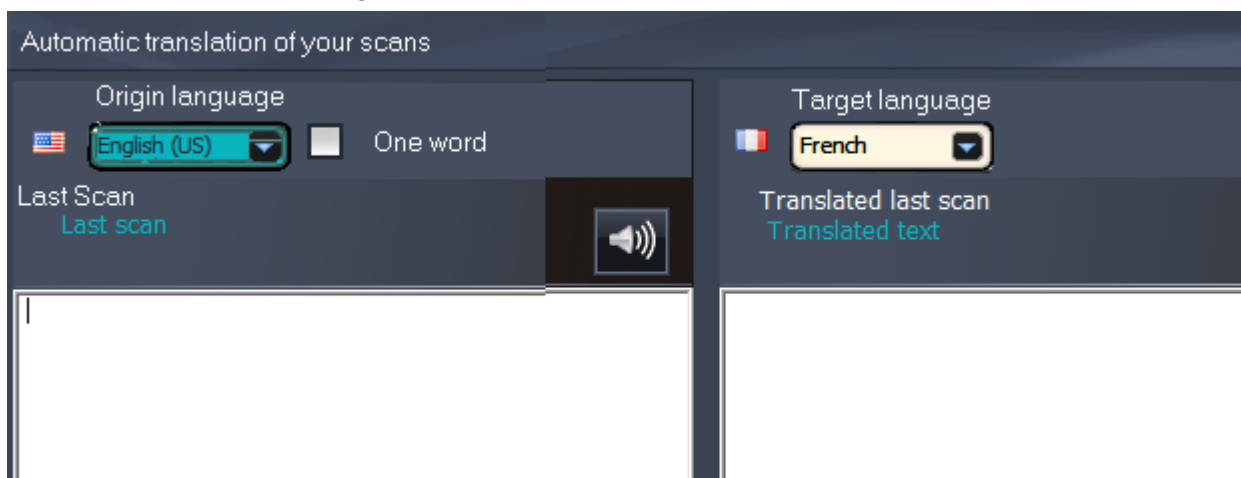 Automatic translation of your scans
Origin language
English (US)
One word
Last Scan
Last scan
Target language
French
Translated last scan
Translated text